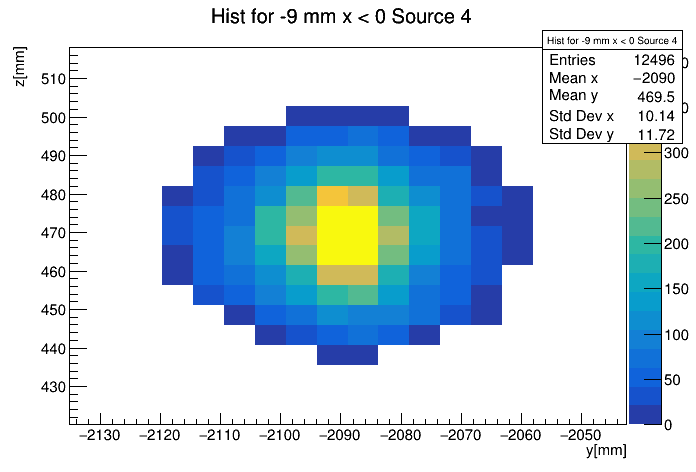 Hist for -9 mm x < 0 Source 4
Hist for -9 mm x < 0 Source 4
Entries 12496
Mean x −2090
Mean y 469.5
Std Dev x 10.14
Std Dev y 11.72
z[mm]
510
500
490
480
470
460
450
440
430
−2130 −2120 −2110 −2100 −2090 −2080 −2070 −2060 −2050
y[mm]
300
250
200
150
100
50
0